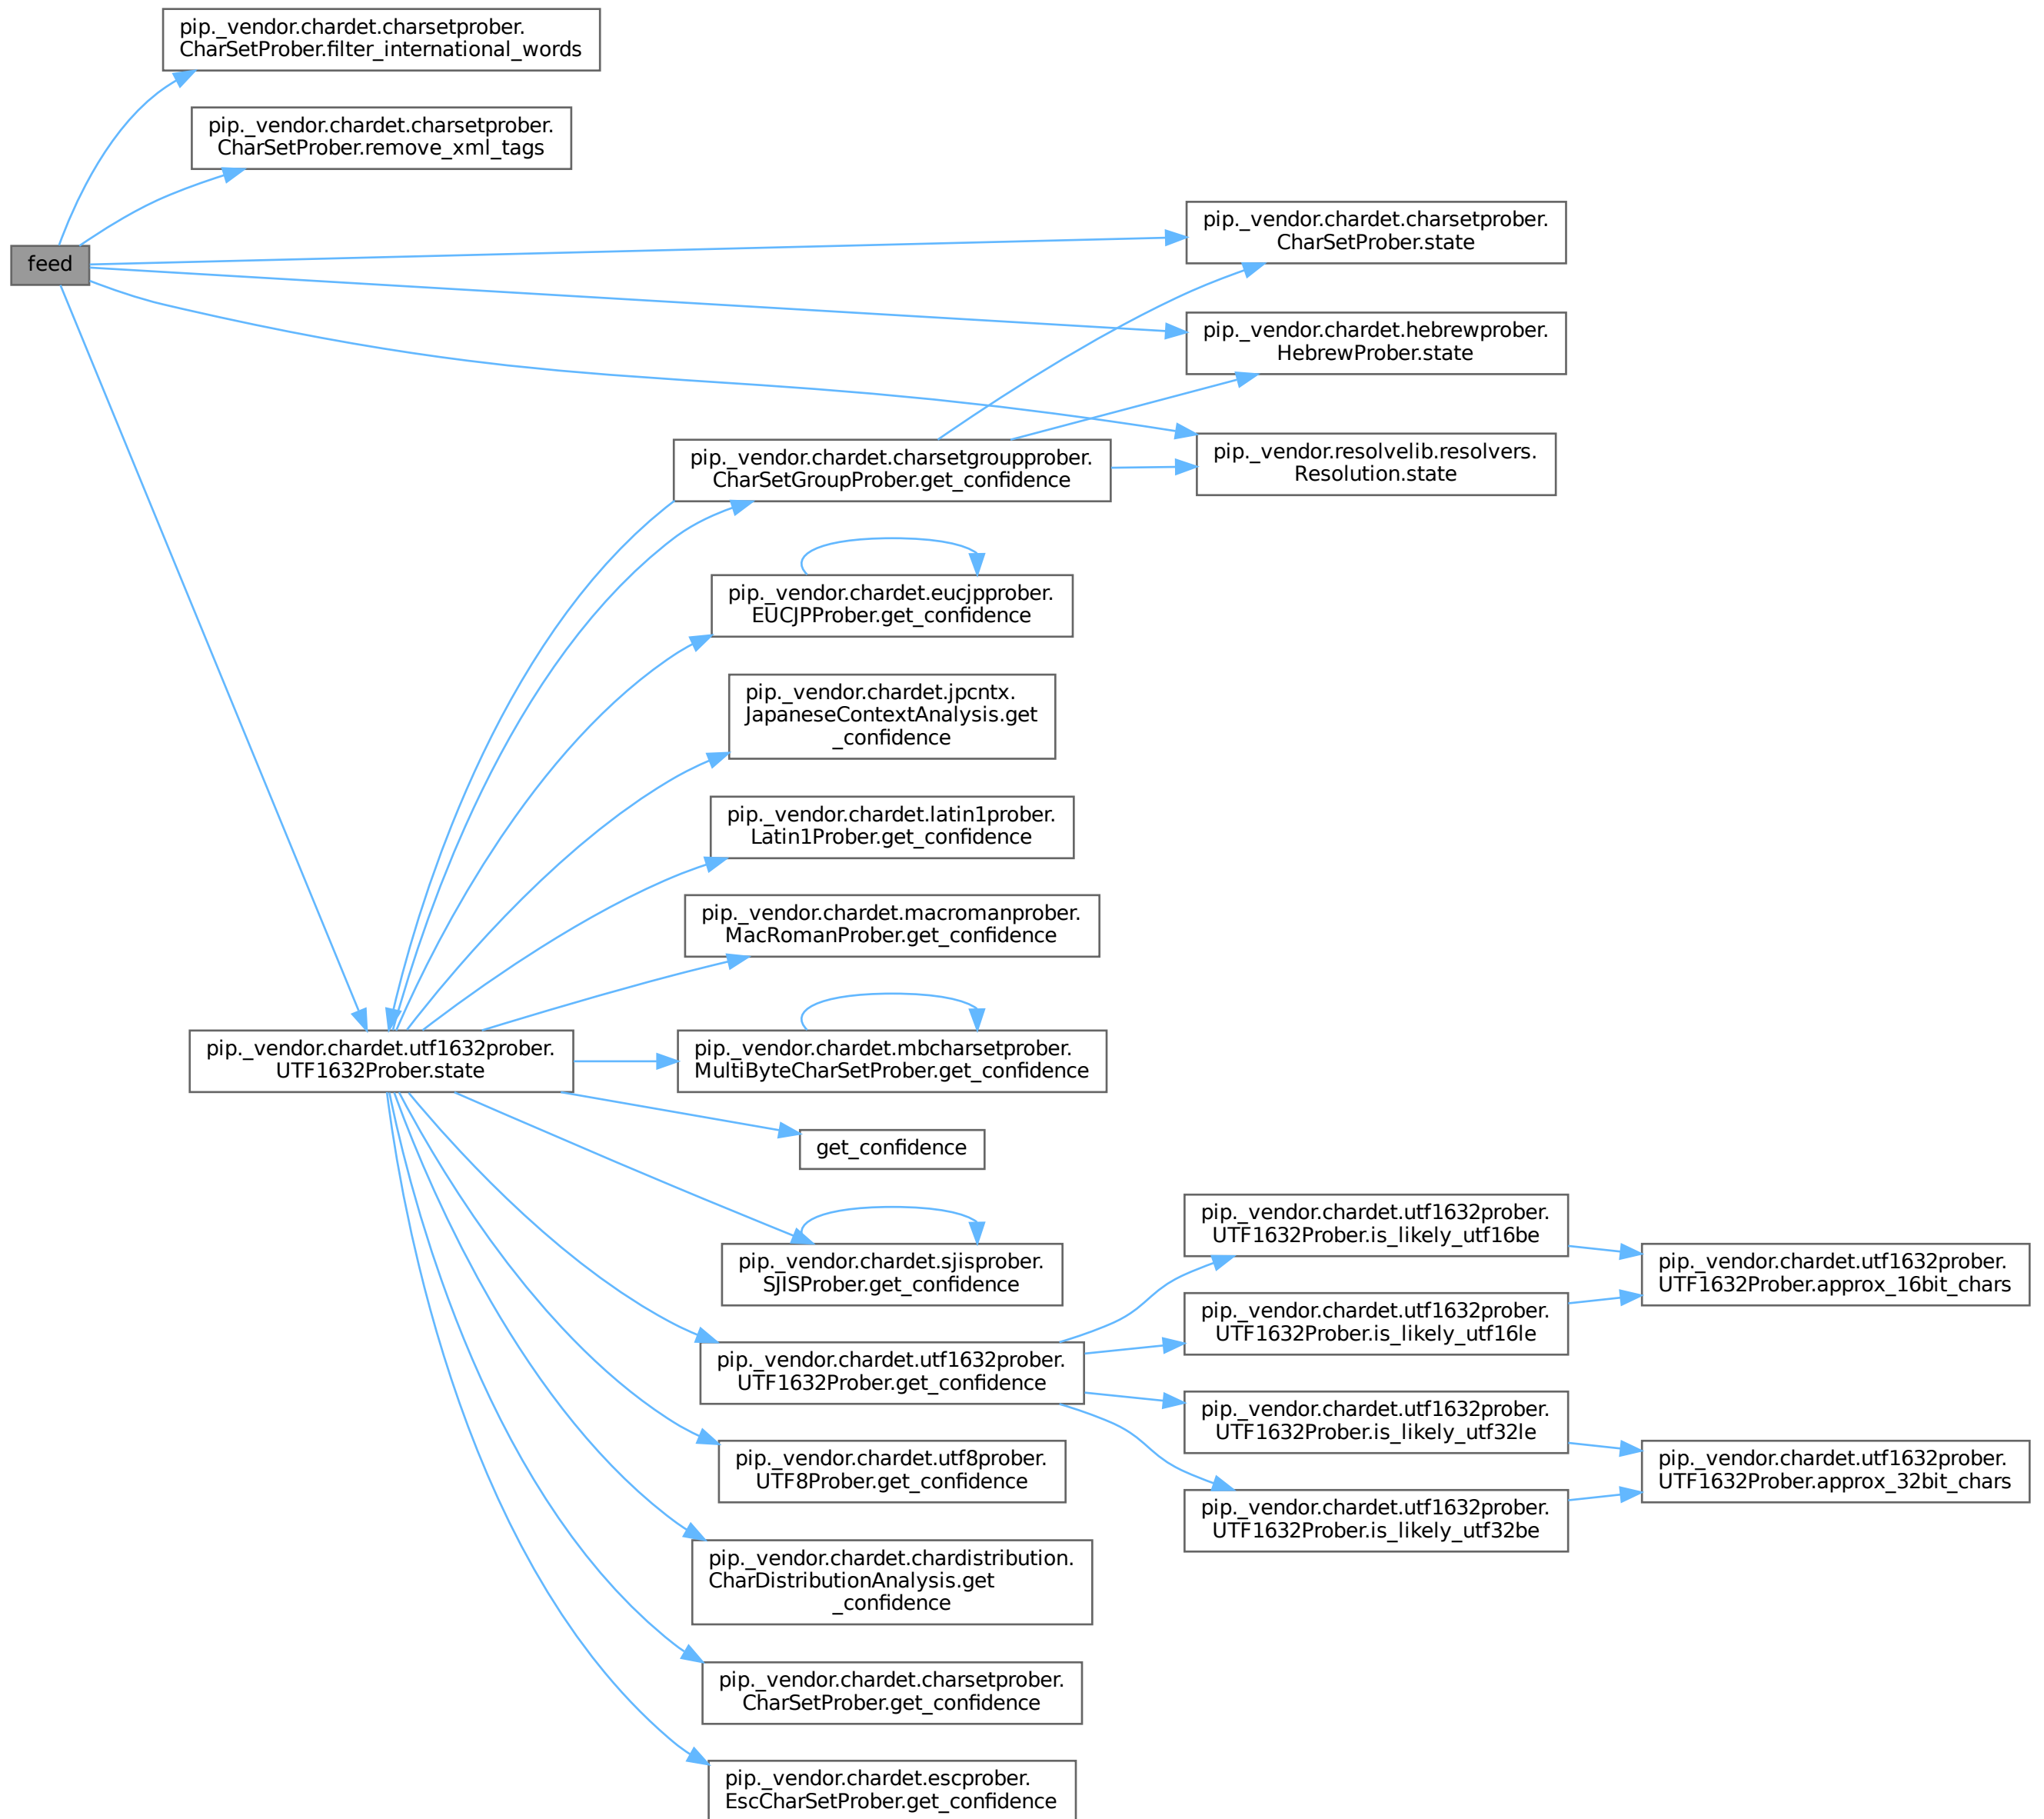 pip._vendor.chardet.charsetprober.
CharSetProber.filter_international_words
pip._vendor.chardet.charsetprober.
CharSetProber.remove_xml_tags
feed
pip._vendor.chardet.charsetprober.
CharSetProber.state
pip._vendor.chardet.hebrewprober.
HebrewProber.state
pip._vendor.resolvelib.resolvers.
Resolution.state
pip._vendor.chardet.charsetgroupprober.
CharSetGroupProber.get_confidence
pip._vendor.chardet.eucjpprober.
EUCJPProber.get_confidence
pip._vendor.chardet.jpcntx.
JapaneseContextAnalysis.get
_confidence
pip._vendor.chardet.latin1prober.
Latin1Prober.get_confidence
pip._vendor.chardet.macromanprober.
MacRomanProber.get_confidence
pip._vendor.chardet.utf1632prober.
UTF1632Prober.state
pip._vendor.chardet.mbcharsetprober.
MultiByteCharSetProber.get_confidence
get_confidence
pip._vendor.chardet.sjisprober.
SJISProber.get_confidence
pip._vendor.chardet.utf1632prober.
UTF1632Prober.get_confidence
pip._vendor.chardet.utf1632prober.
UTF1632Prober.is_likely_utf16be
pip._vendor.chardet.utf1632prober.
UTF1632Prober.is_likely_utf16le
pip._vendor.chardet.utf1632prober.
UTF1632Prober.approx_16bit_chars
pip._vendor.chardet.utf1632prober.
UTF1632Prober.is_likely_utf32le
pip._vendor.chardet.utf1632prober.
UTF1632Prober.is_likely_utf32be
pip._vendor.chardet.utf1632prober.
UTF1632Prober.approx_32bit_chars
pip._vendor.chardet.utf8prober.
UTF8Prober.get_confidence
pip._vendor.chardet.chardistribution.
CharDistributionAnalysis.get
_confidence
pip._vendor.chardet.charsetprober.
CharSetProber.get_confidence
pip._vendor.chardet.escprober.
EscCharSetProber.get_confidence